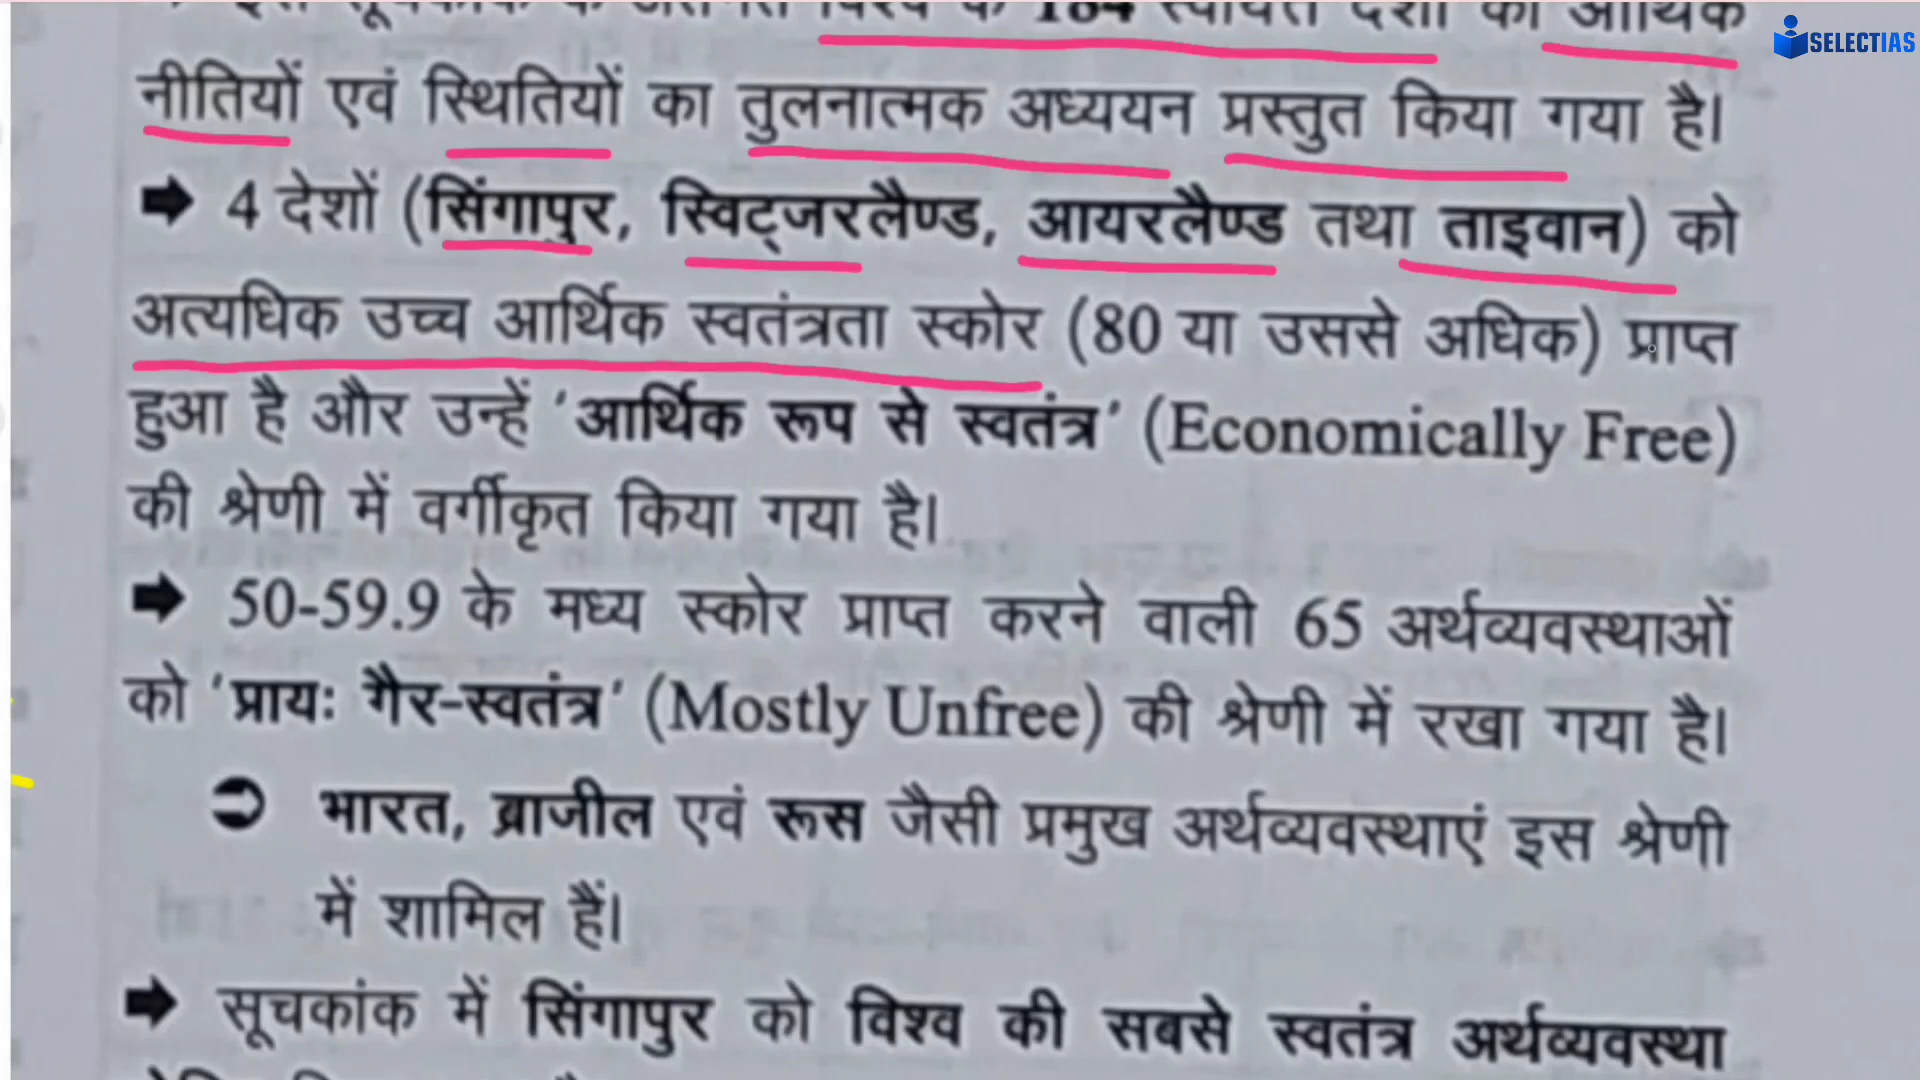 184 स्वायत्त देशों की आर्थिक
SELECTIAS
नीतियों एवं स्थितियों का तुलनात्मक अध्ययन प्रस्तुत किया गया है।
4 देशों (सिंगापुर, स्विट्जरलैण्ड, आयरलैण्ड तथा ताइवान) को
अत्यधिक उच्च आर्थिक स्वतंत्रता स्कोर (80 या उससे अधिक) प्राप्त
हुआ है और उन्हें ‘आर्थिक रूप से स्वतंत्र’ (Economically Free)
की श्रेणी में वर्गीकृत किया गया है।
50-59.9 के मध्य स्कोर प्राप्त करने वाली 65 अर्थव्यवस्थाओं
को ‘प्रायः गैर-स्वतंत्र’ (Mostly Unfree) की श्रेणी में रखा गया है।
भारत, ब्राजील एवं रूस जैसी प्रमुख अर्थव्यवस्थाएं इस श्रेणी
में शामिल हैं।
सूचकांक में सिंगापुर को विश्व की सबसे स्वतंत्र अर्थव्यवस्था